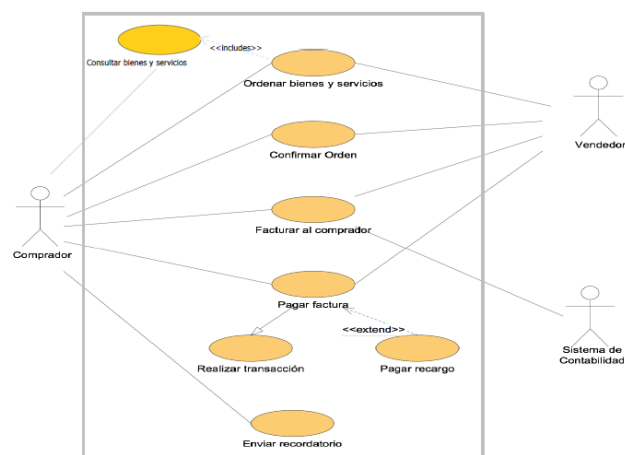 Consultar bienes y servicios
<<includes>>
Ordenar bienes y servicios
Vendedor
Confirmar Orden
Comprador
Facturar al comprador
Pagar factura
<<extend>>
Realizar transacción
Pagar recargo
Sistema de
Contabilidad
Enviar recordatorio